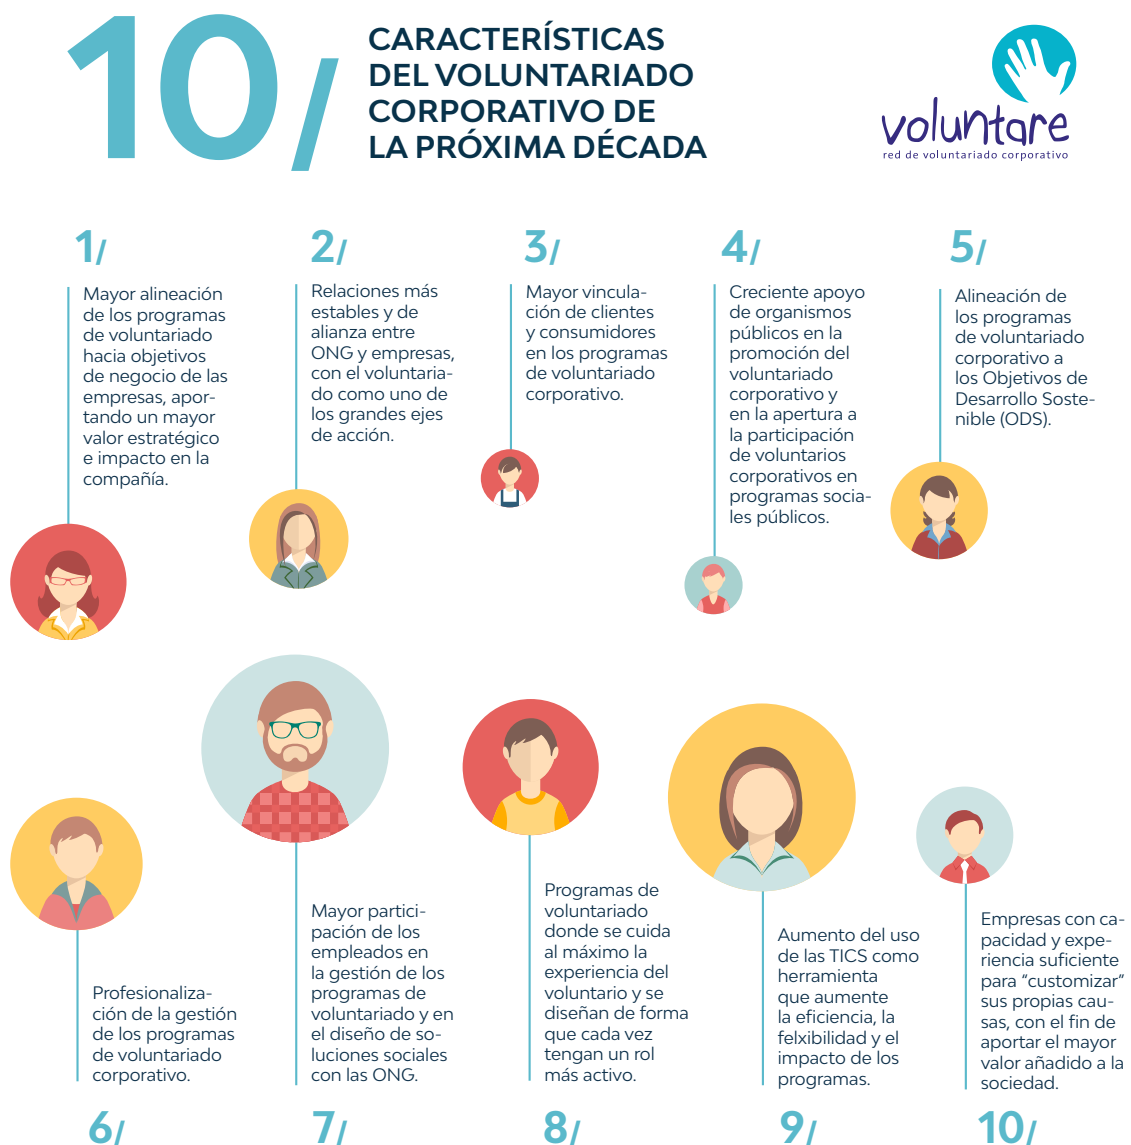 10/
CARACTERÍSTICAS
DEL VOLUNTARIADO
CORPORATIVO DE
LA PRÓXIMA DÉCADA
voluntare
red de voluntariado corporativo
1/
Mayor alineación
de los programas
de voluntariado
hacia objetivos
de negocio de las
empresas, apor-
tando un mayor
valor estratégico
e impacto en la
compañía.
2/
Relaciones más
estables y de
alianza entre
ONG y empresas,
con el voluntaria-
do como uno de
los grandes ejes
de acción.
3/
Mayor vincula-
ción de clientes
y consumidores
en los programas
de voluntariado
corporativo.
4/
Creciente apoyo
de organismos
públicos en la
promoción del
voluntariado
corporativo y
en la apertura a
la participación
de voluntarios
corporativos en
programas socia-
les públicos.
5/
Alineación de
los programas
de voluntariado
corporativo a
los Objetivos de
Desarrollo Soste-
nible (ODS).
Profesionaliza-
ción de la gestión
de los programas
de voluntariado
corporativo.
6/
Mayor partici-
pación de los
empleados en
la gestión de los
programas de
voluntariado y en
el diseño de so-
luciones sociales
con las ONG.
7/
Programas de
voluntariado
donde se cuida
al máximo la
experiencia del
voluntario y se
diseñan de forma
que cada vez
tengan un rol
más activo.
8/
Aumento del uso
de las TICS como
herramienta
que aumente
la eficiencia, la
felxibilidad y el
impacto de los
programas.
9/
Empresas con ca-
pacidad y expe-
riencia suficiente
para “customizar”
sus propias cau-
sas, con el fin de
aportar el mayor
valor añadido a la
sociedad.
10/